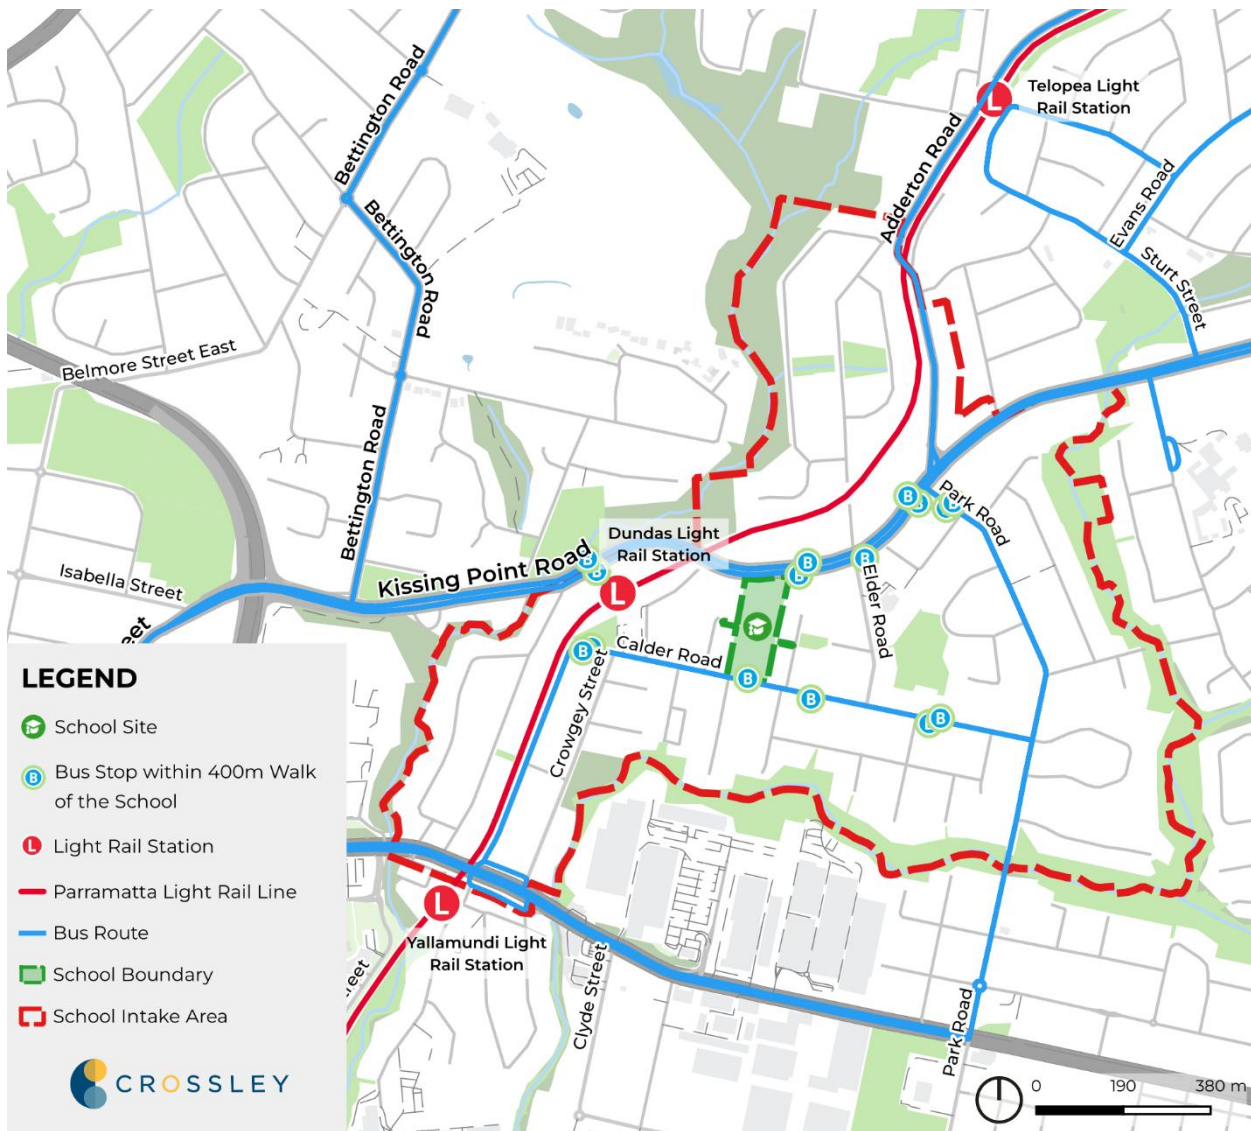 Telopea Light
Rail Station
Bettington Road
Adderton Road
Bettington Road
Evans Road
Sturt Street
Belmore Street East
Bettington Road
Park Road
B
B
B
B
B
B
B
B
B
B
B
B
B
L
L
L
Dundas Light
Rail Station
Isabella Street
Kissing Point Road
Elder Road
Calder Road
Crowgey Street
reet
LEGEND
School Site
B
Bus Stop within 400m Walk
of the School
L
Light Rail Station
Parramatta Light Rail Line
Bus Route
School Boundary
School Intake Area
CROSSLEY
Yallamundi Light
Rail Station
reet
Clyde Street
Park Road
0 190 380 m